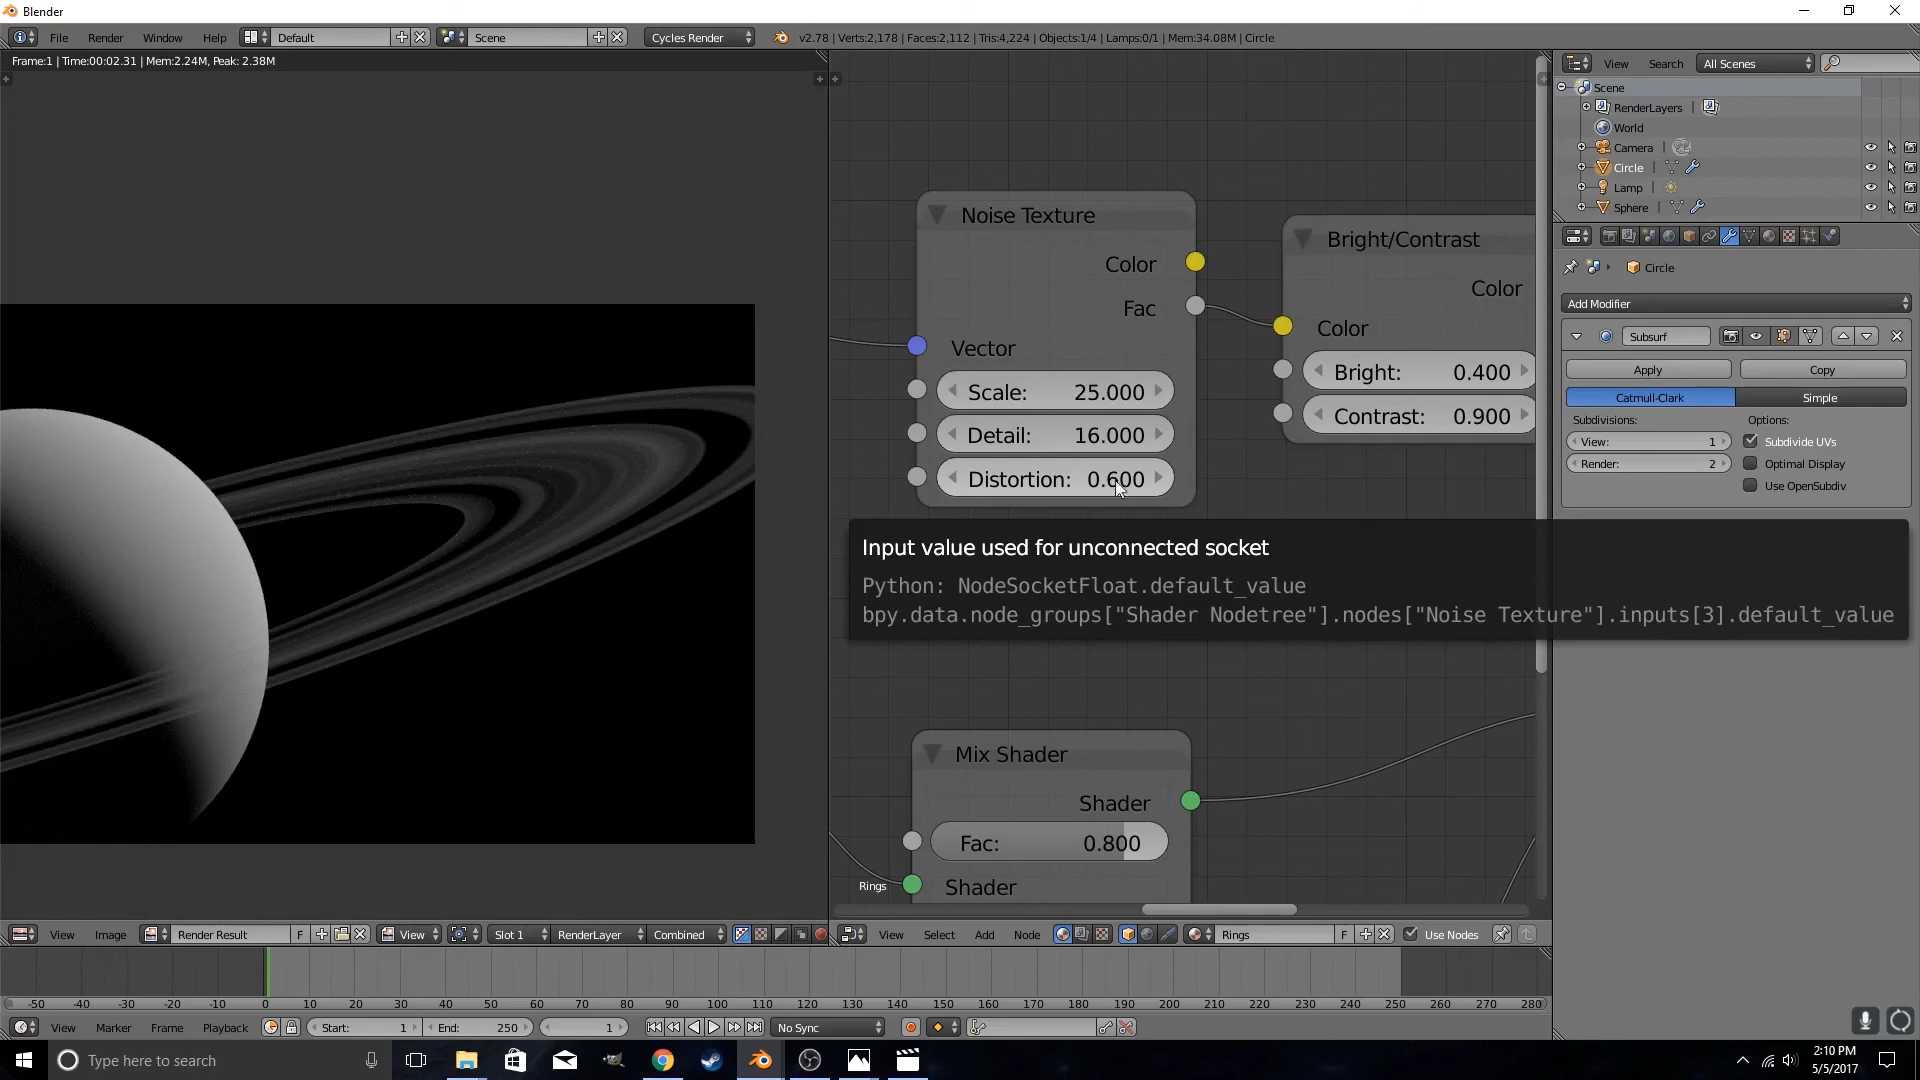 Blender
File Render Window Help Default Scene Cycles Render v2.78 | Verts:2,178 | Faces:2,112 | Tris:4,224 | Objects:1/4 | Lamps:0/1 | Mem:34.08M | Circle
Frame:1 | Time:00:02.31 | Mem:2.24M, Peak: 2.38M
View Search All Scenes
Scene
RenderLayers
World
Camera
Circle
Lamp
Sphere
Circle
Add Modifier
Subsurf
Apply Copy
Catmull-Clark Simple
Subdivisions: Options:
View: 1 Subdivide UVs
Render: 2 Optimal Display
Use OpenSubdiv
Noise Texture
Color
Fac
Vector
Scale: 25.000
Detail: 16.000
Distortion: 0.600
Bright/Contrast
Color
Color
Bright: 0.400
Contrast: 0.900
Input value used for unconnected socket
Python: NodeSocketFloat.default_value
bpy.data.node_groups["Shader Nodetree"].nodes["Noise Texture"].inputs[3].default_value
Mix Shader
Shader
Fac: 0.800
Rings Shader
View Image Render Result F View Slot 1 RenderLayer Combined
View Select Add Node Rings F Use Nodes
-50 -40 -30 -20 -10 0 10 20 30 40 50 60 70 80 90 100 110 120 130 140 150 160 170 180 190 200 210 220 230 240 250 260 270 280
View Marker Frame Playback Start: 1 End: 250 1 No Sync
Type here to search
2:10 PM
5/5/2017